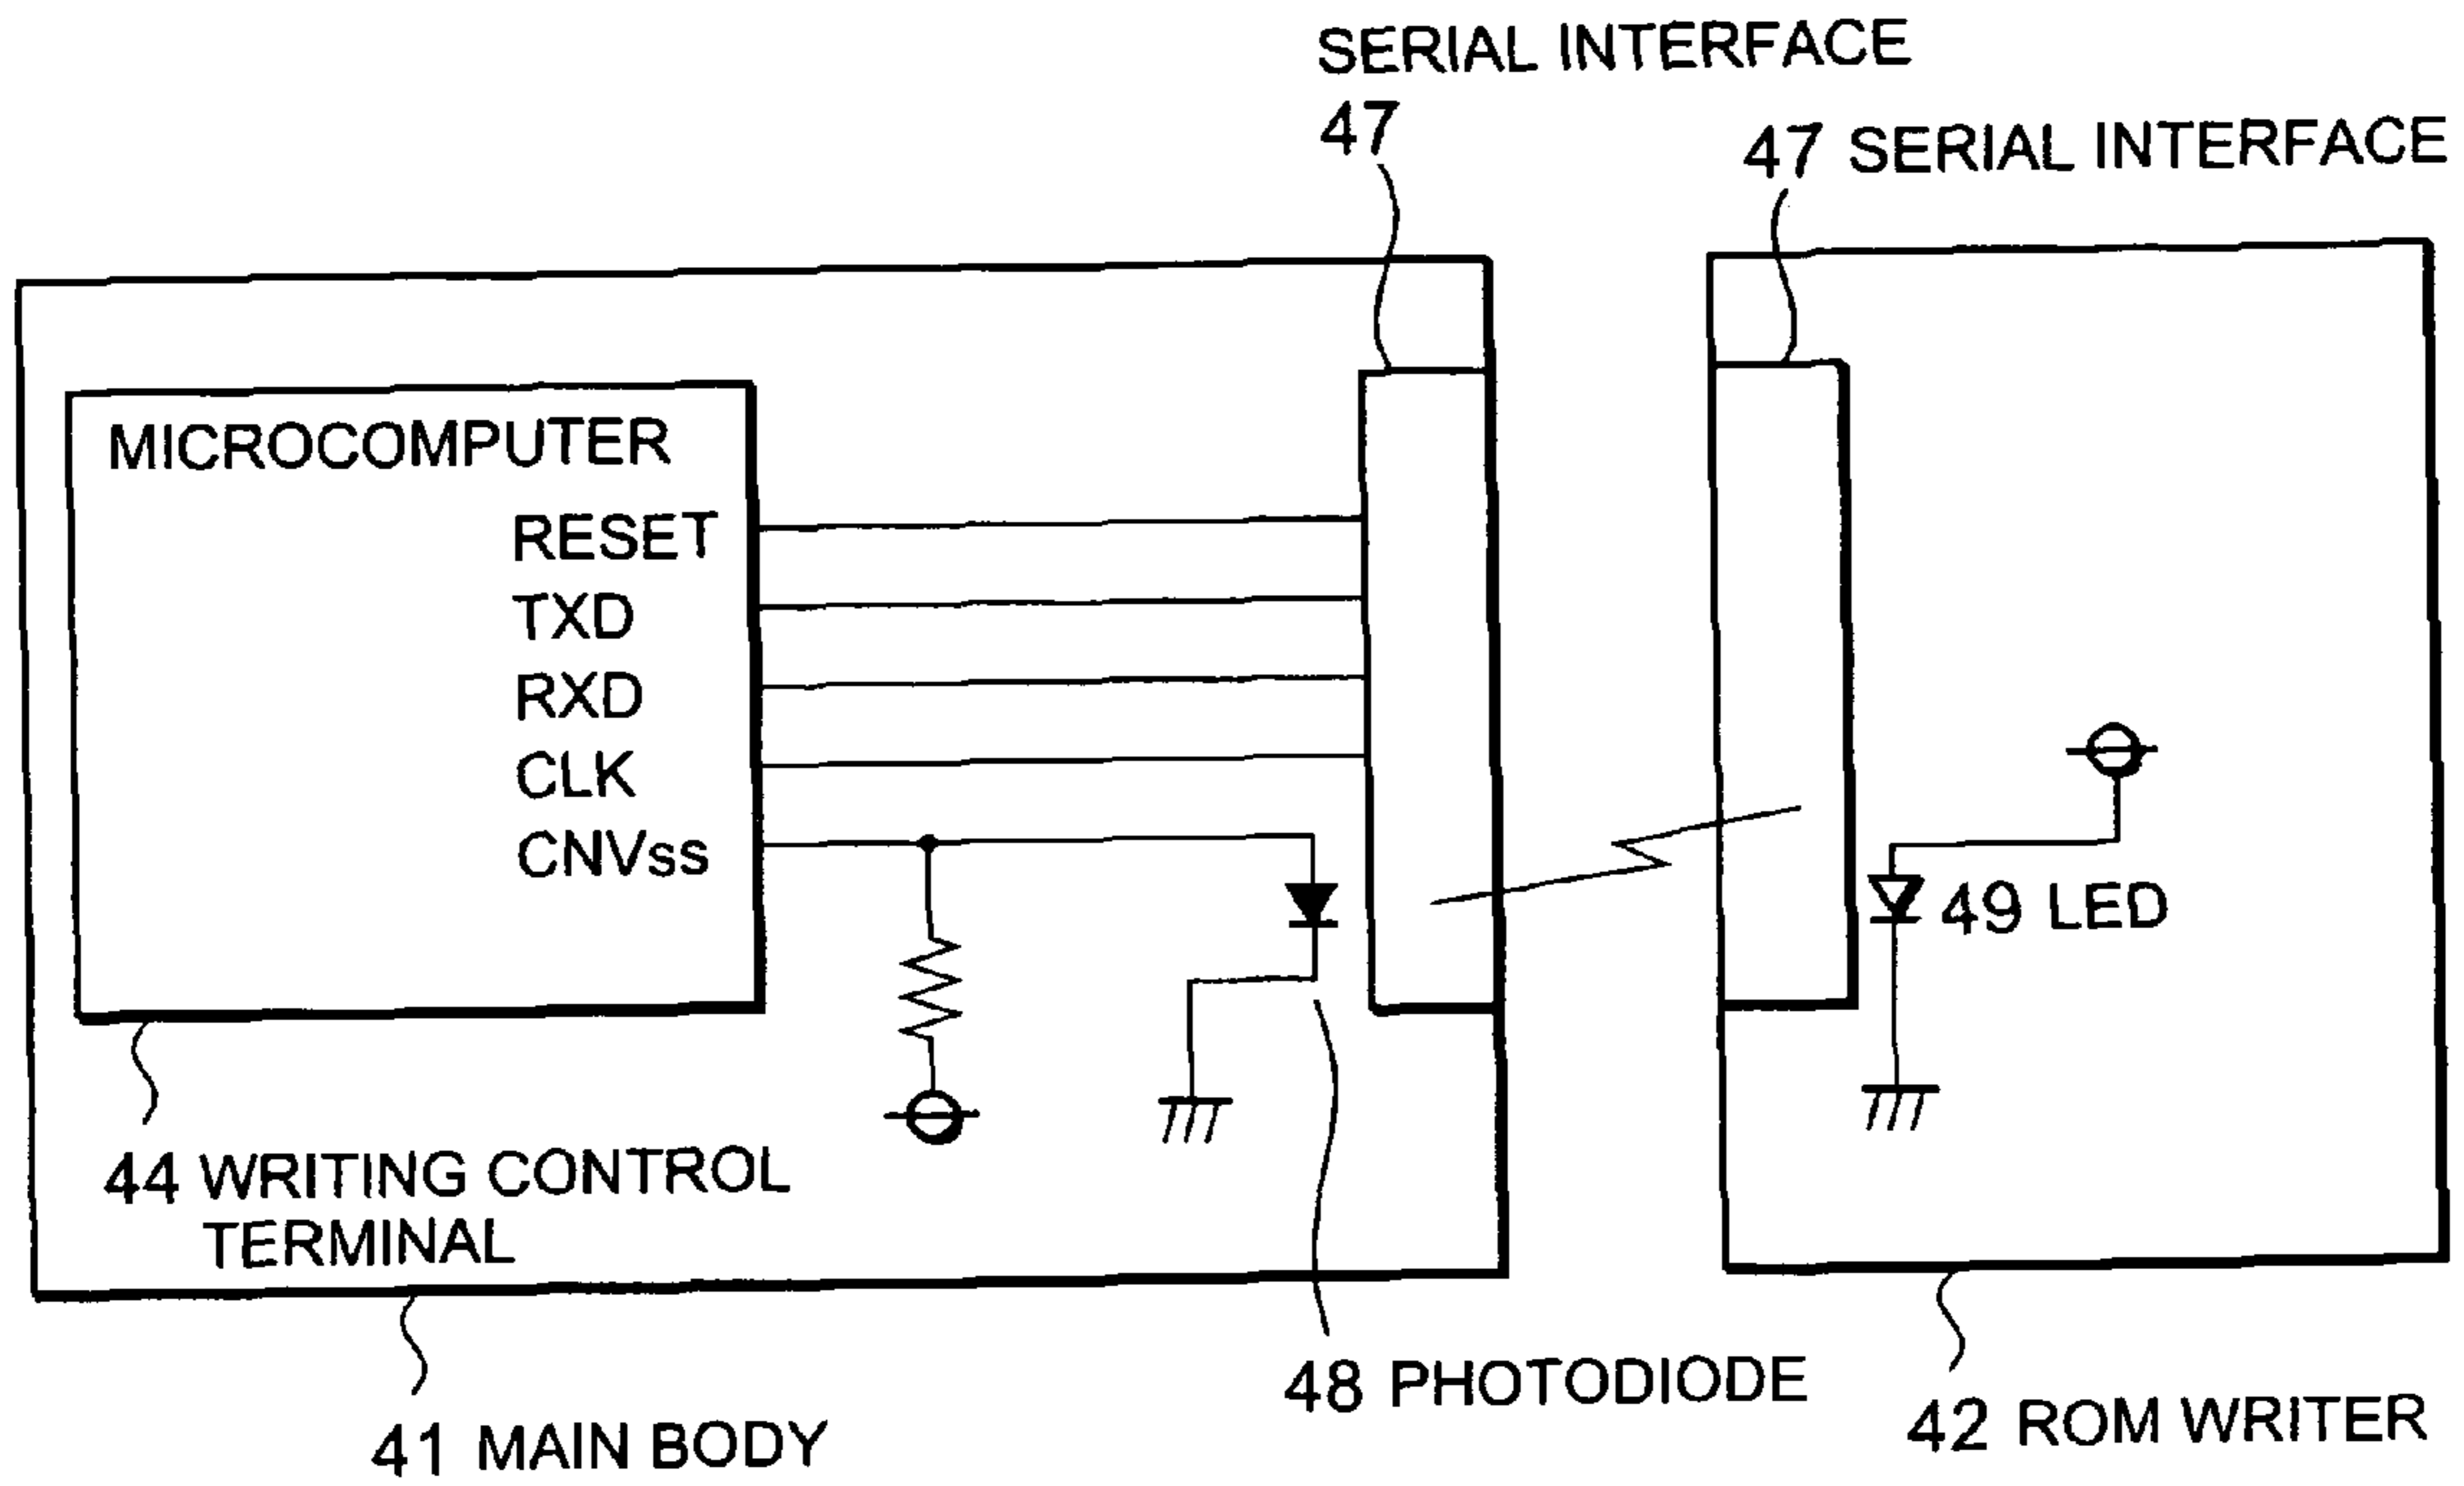 SERIAL INTERFACE
47
47 SERIAL INTERFACE
MICROCOMPUTER
RESET
TXD
RXD
CLK
CNVss
49 LED
44 WRITING CONTROL
TERMINAL
48 PHOTODIODE
41 MAIN BODY
42 ROM WRITER